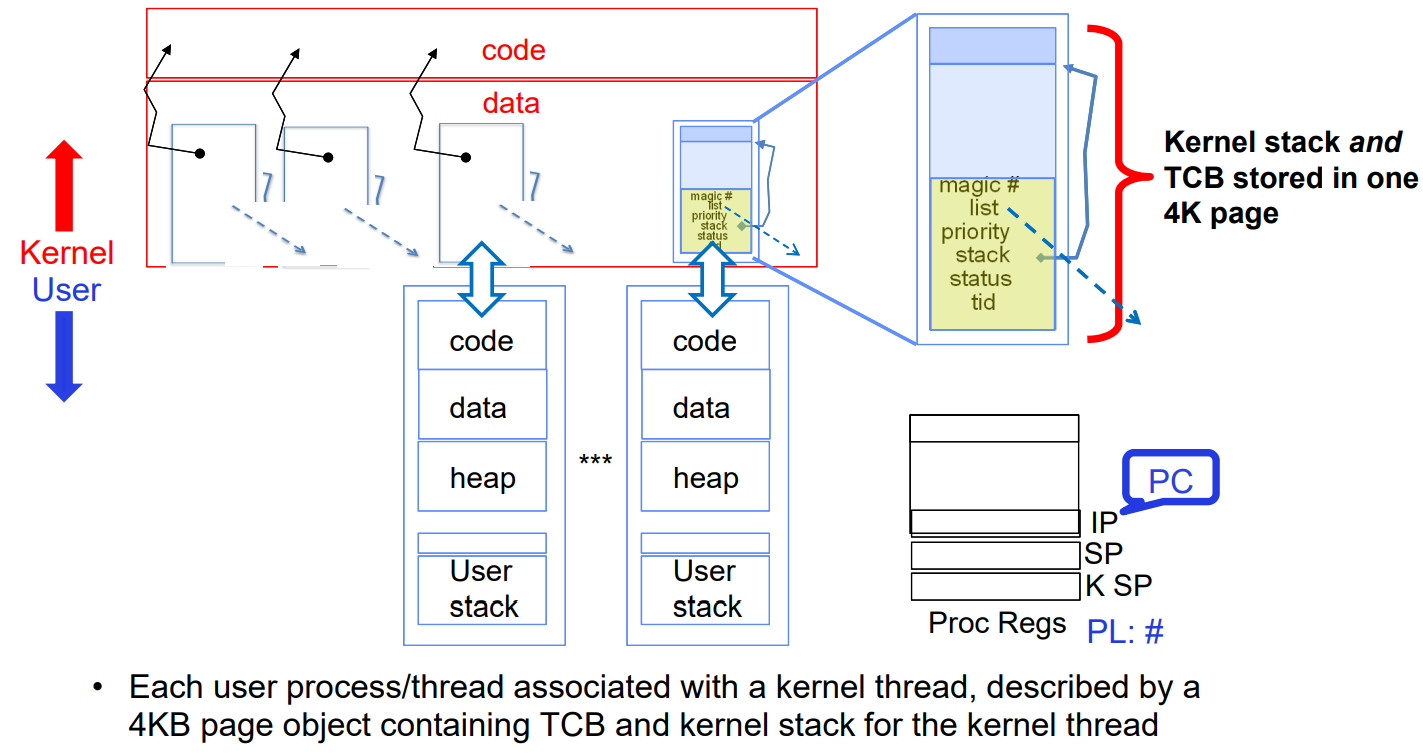 code
data
Kernel
User
magic #
list
priority
stack
status
magic #
list
priority
stack
status
tid
Kernel stack and
TCB stored in one
4K page
code
data
heap
User
stack
***
code
data
heap
User
stack
PC
IP
SP
K SP
Proc Regs
PL: #
• Each user process/thread associated with a kernel thread, described by a
4KB page object containing TCB and kernel stack for the kernel thread